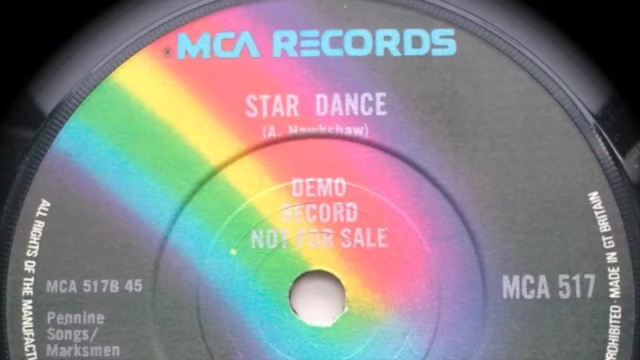 ® MCA RECORDS
STAR DANCE
(A. Hawkshaw)
DEMO
RECORD
NOT FOR SALE
MCA 517B 45
MCA 517
Pennine
Songs/
Marksmen
ALL RIGHTS OF THE MANUFACT
PROHIBITED · MADE IN GT BRITAIN